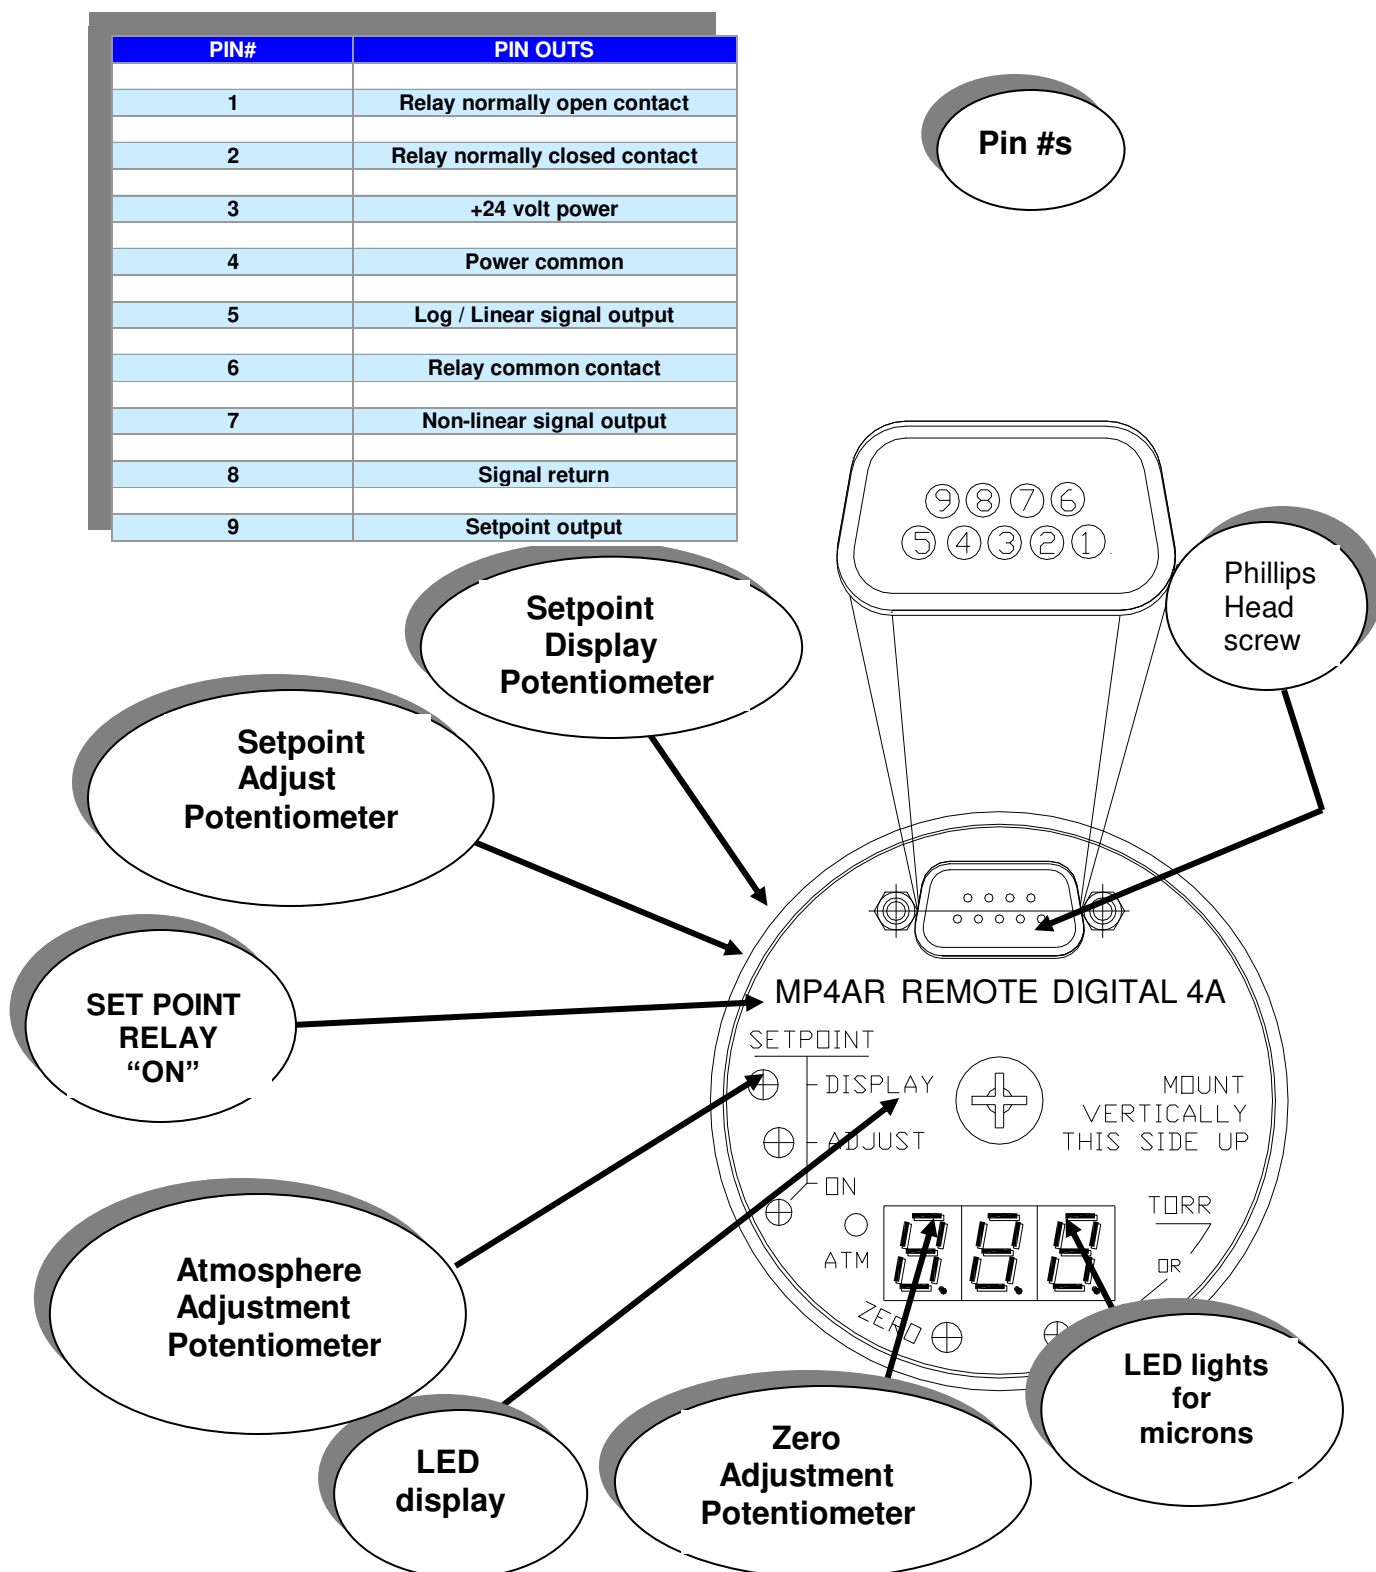 PIN# PIN OUTS
1 Relay normally open contact
2 Relay normally closed contact
3 +24 volt power
4 Power common
5 Log / Linear signal output
6 Relay common contact
7 Non-linear signal output
8 Signal return
9 Setpoint output
Pin #s
9 8 7 6
5 4 3 2 1
Phillips
Head
screw
Setpoint
Display
Potentiometer
Setpoint
Adjust
Potentiometer
SET POINT
RELAY
“ON”
MP4AR REMOTE DIGITAL 4A
SETPOINT
DISPLAY
ADJUST
ON
MOUNT
VERTICALLY
THIS SIDE UP
TORR
OR
ATM
8.8.8.
ZERO
Atmosphere
Adjustment
Potentiometer
LED
display
Zero
Adjustment
Potentiometer
LED lights
for
microns